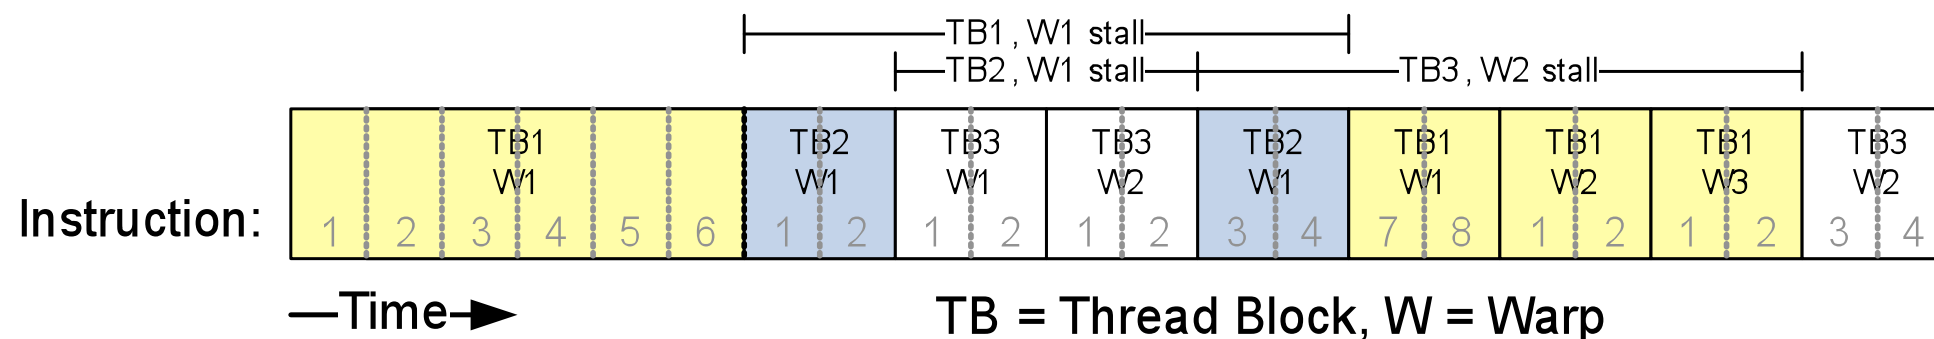 TB1 , W1 stall
TB2 , W1 stall TB3 , W2 stall
TB1 TB2 TB3 TB3 TB2 TB1 TB1 TB1 TB3
W1 W1 W1 W2 W1 W1 W2 W3 W2
Instruction: 1 2 3 4 5 6 1 2 1 2 1 2 3 4 7 8 1 2 1 2 3 4
Time
TB = Thread Block, W = Warp